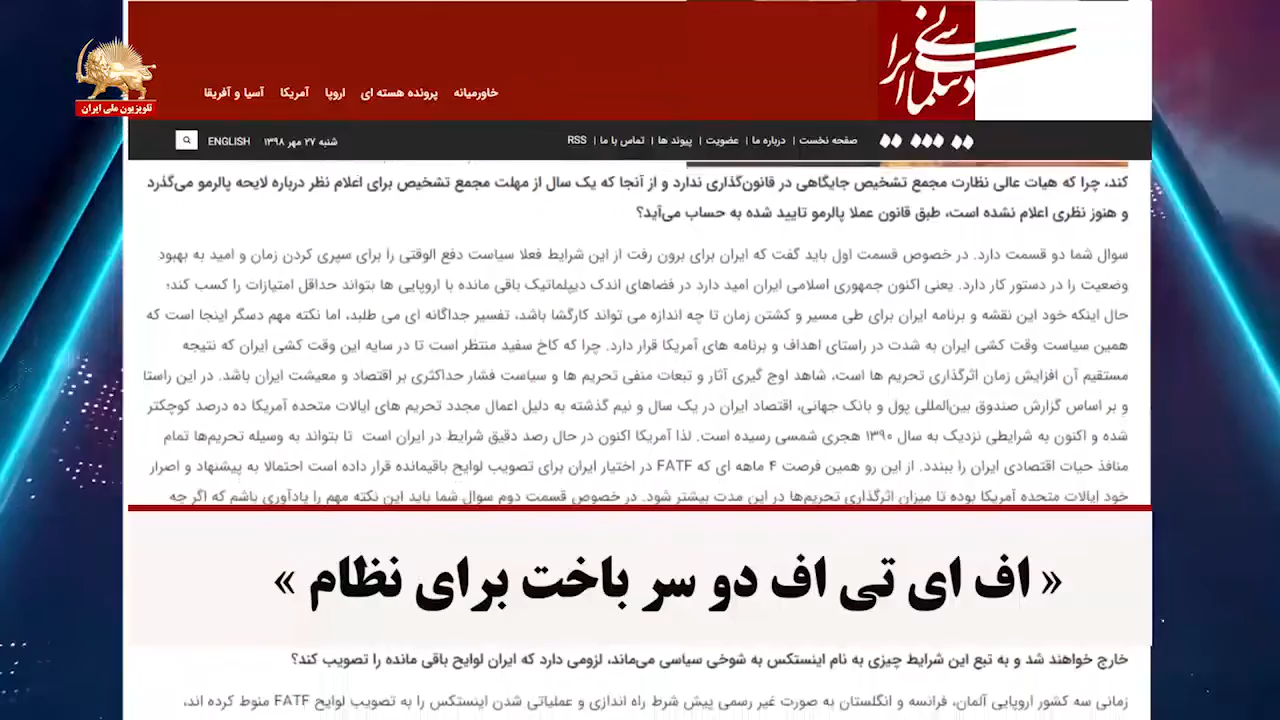 دیپلماسی ایرانی
خاورمیانه پرونده هسته ای اروپا آمریکا آسیا و آفریقا
تلویزیون ملی ایران
صفحه نخست | درباره ما | عضویت | پیوند ها | تماس با ما | RSS
شنبه ۲۷ مهر ۱۳۹۸ ENGLISH
کند، چرا که هیات عالی نظارت مجمع تشخیص جایگاهی در قانون‌گذاری ندارد و از آنجا که یک سال از مهلت مجمع تشخیص برای اعلام نظر درباره لایحه پالرمو می‌گذرد
و هنوز نظری اعلام نشده است، طبق قانون عملا پالرمو تایید شده به حساب می‌آید؟
سوال شما دو قسمت دارد. در خصوص قسمت اول باید گفت که ایران برای برون رفت از این شرایط فعلا سیاست دفع الوقتی را برای سپری کردن زمان و امید به بهبود
وضعیت را در دستور کار دارد. یعنی اکنون جمهوری اسلامی ایران امید دارد در فضاهای اندک دیپلماتیک باقی مانده با اروپایی ها بتواند حداقل امتیازات را کسب کند؛
حال اینکه خود این نقشه و برنامه ایران برای طی مسیر و کشتن زمان تا چه اندازه می تواند کارگشا باشد، تفسیر جداگانه ای می طلبد، اما نکته مهم دسگر اینجا است که
همین سیاست وقت کشی ایران به شدت در راستای اهداف و برنامه های آمریکا قرار دارد. چرا که کاخ سفید منتظر است تا در سایه این وقت کشی ایران که نتیجه
مستقیم آن افزایش زمان اثرگذاری تحریم ها است، شاهد اوج گیری آثار و تبعات منفی تحریم ها و سیاست فشار حداکثری بر اقتصاد و معیشت ایران باشد. در این راستا
و بر اساس گزارش صندوق بین‌المللی پول و بانک جهانی، اقتصاد ایران در یک سال و نیم گذشته به دلیل اعمال مجدد تحریم های ایالات متحده آمریکا ده درصد کوچکتر
شده و اکنون به شرایطی نزدیک به سال ۱۳۹۰ هجری شمسی رسیده است. لذا آمریکا اکنون در حال رصد دقیق شرایط در ایران است تا بتواند به وسیله تحریم‌ها تمام
منافذ حیات اقتصادی ایران را ببندد. از این رو همین فرصت ۴ ماهه ای که FATF در اختیار ایران برای تصویب لوایح باقیمانده قرار داده است احتمالا به پیشنهاد و اصرار
خود ایالات متحده آمریکا بوده تا میزان اثرگذاری تحریم‌ها در این مدت بیشتر شود. در خصوص قسمت دوم سوال شما باید این نکته مهم را یادآوری باشم که اگر چه
« اف ای تی اف دو سر باخت برای نظام »
خارج خواهند شد و به تبع این شرایط چیزی به نام اینستکس به شوخی سیاسی می‌ماند، لزومی دارد که ایران لوایح باقی مانده را تصویب کند؟
زمانی سه کشور اروپایی آلمان، فرانسه و انگلستان به صورت غیر رسمی پیش شرط راه اندازی و عملیاتی شدن اینستکس را به تصویب لوایح FATF منوط کرده اند،